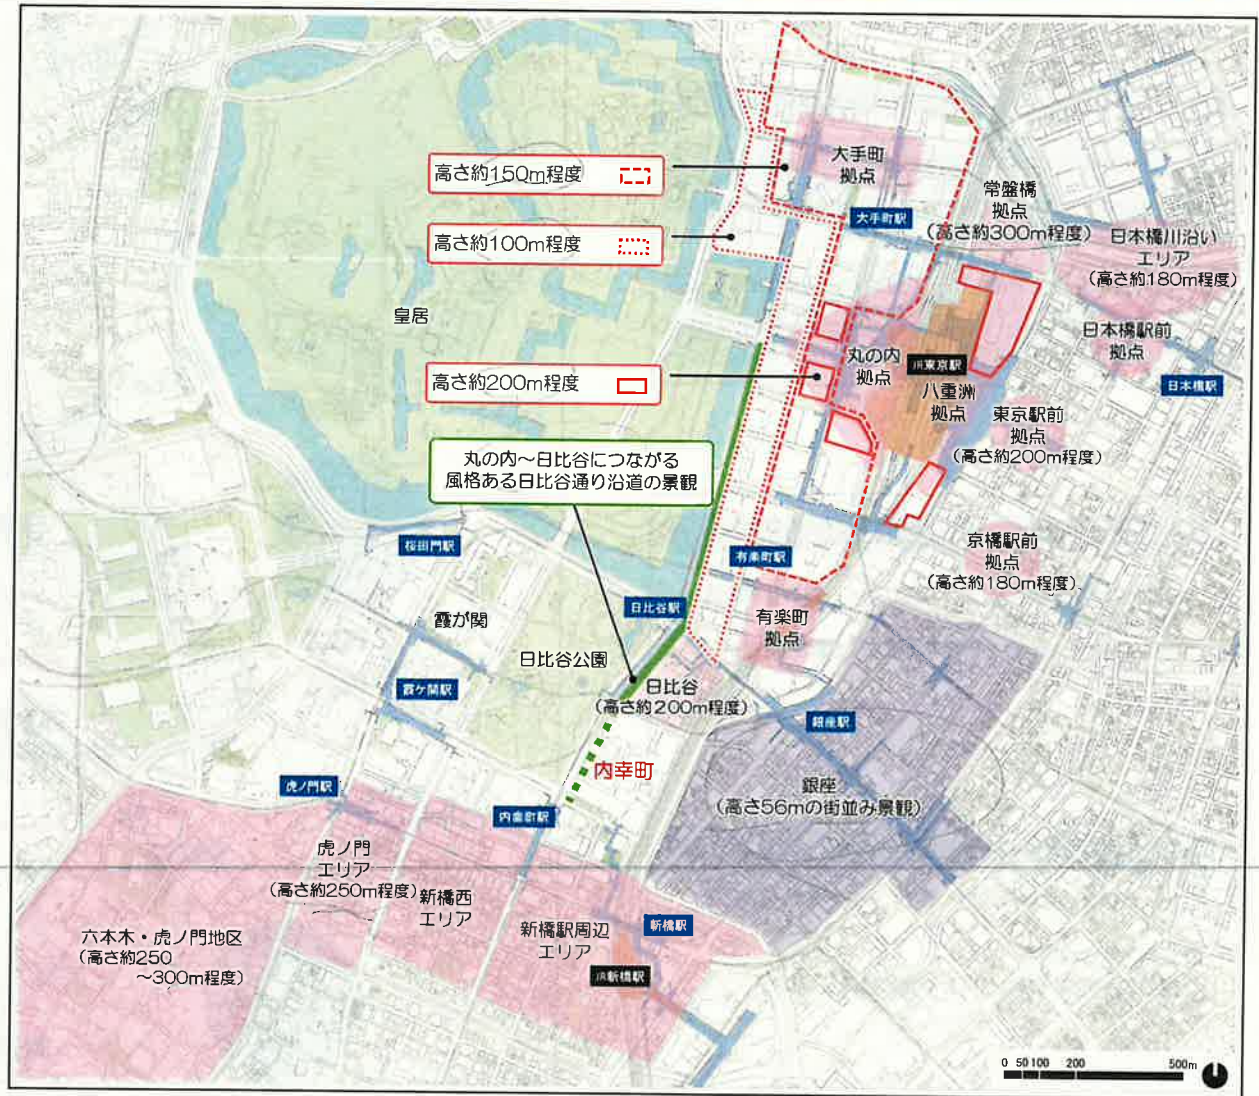 大手町
拠点
高さ約150m程度
常盤橋
拠点
(高さ約300m程度)
大手町駅
日本橋川沿い
エリア
(高さ約180m程度)
高さ約100m程度
皇居
日本橋駅前
拠点
丸の内
拠点
JR東京駅
八重洲
拠点
日本橋駅
高さ約200m程度
東京駅前
拠点
(高さ約200m程度)
丸の内～日比谷につながる
風格ある日比谷通り沿道の景観
桜田門駅
有楽町駅
京橋駅前
拠点
(高さ約180m程度)
日比谷駅
霞が関
有楽町
拠点
日比谷公園
霞ケ関駅
日比谷
(高さ約200m程度)
銀座駅
内幸町
虎ノ門駅
銀座
(高さ56mの街並み景観)
内幸町駅
虎ノ門
エリア
(高さ約250m程度)
新橋西
エリア
新橋駅周辺
エリア
新橋駅
六本木・虎ノ門地区
(高さ約250
～300m程度)
JR新橋駅
0 50 100 200 500m